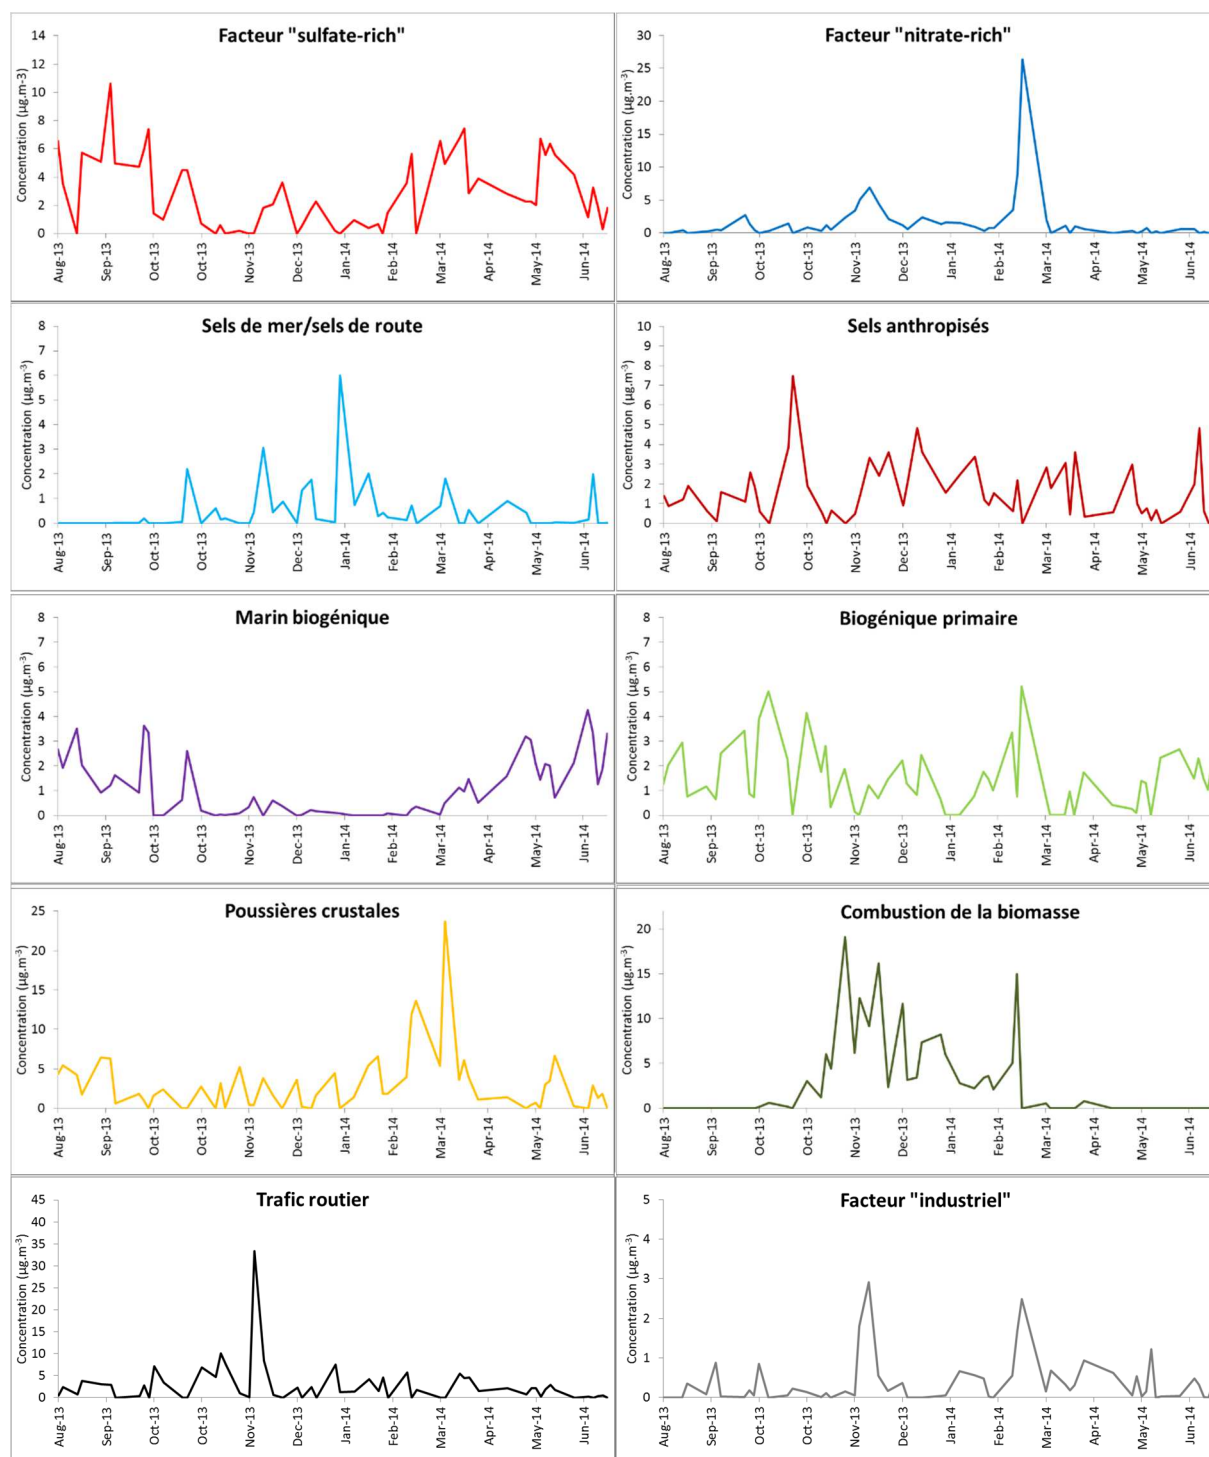 Facteur "sulfate-rich"
Concentration (µg.m-3)
14
12
10
8
6
4
2
0
Aug-13 Sep-13 Oct-13 Oct-13 Nov-13 Dec-13 Jan-14 Feb-14 Mar-14 Apr-14 May-14 Jun-14
Facteur "nitrate-rich"
Concentration (µg.m⁻³)
30
25
20
15
10
5
0
Aug-13 Sep-13 Oct-13 Oct-13 Nov-13 Dec-13 Jan-14 Feb-14 Mar-14 Apr-14 May-14 Jun-14
Sels de mer/sels de route
Concentration (µg.m⁻³)
8
7
6
5
4
3
2
1
0
Aug-13 Sep-13 Oct-13 Oct-13 Nov-13 Dec-13 Jan-14 Feb-14 Mar-14 Apr-14 May-14 Jun-14
Sels anthropisés
Concentration (µg.m⁻³)
10
9
8
7
6
5
4
3
2
1
0
Aug-13 Sep-13 Oct-13 Oct-13 Nov-13 Dec-13 Jan-14 Feb-14 Mar-14 Apr-14 May-14 Jun-14
Marin biogénique
Concentration (µg.m⁻³)
8
7
6
5
4
3
2
1
0
Aug-13 Sep-13 Oct-13 Oct-13 Nov-13 Dec-13 Jan-14 Feb-14 Mar-14 Apr-14 May-14 Jun-14
Biogénique primaire
Concentration (µg.m⁻³)
8
7
6
5
4
3
2
1
0
Aug-13 Sep-13 Oct-13 Oct-13 Nov-13 Dec-13 Jan-14 Feb-14 Mar-14 Apr-14 May-14 Jun-14
Poussières crustales
Concentration (µg.m⁻³)
25
20
15
10
5
0
Aug-13 Sep-13 Oct-13 Oct-13 Nov-13 Dec-13 Jan-14 Feb-14 Mar-14 Apr-14 May-14 Jun-14
Combustion de la biomasse
Concentration (µg.m⁻³)
20
15
10
5
0
Aug-13 Sep-13 Oct-13 Oct-13 Nov-13 Dec-13 Jan-14 Feb-14 Mar-14 Apr-14 May-14 Jun-14
Trafic routier
Concentration (µg.m⁻³)
45
40
35
30
25
20
15
10
5
0
Aug-13 Sep-13 Oct-13 Oct-13 Nov-13 Dec-13 Jan-14 Feb-14 Mar-14 Apr-14 May-14 Jun-14
Facteur "industriel"
Concentration (µg.m⁻³)
5
4
3
2
1
0
Aug-13 Sep-13 Oct-13 Oct-13 Nov-13 Dec-13 Jan-14 Feb-14 Mar-14 Apr-14 May-14 Jun-14